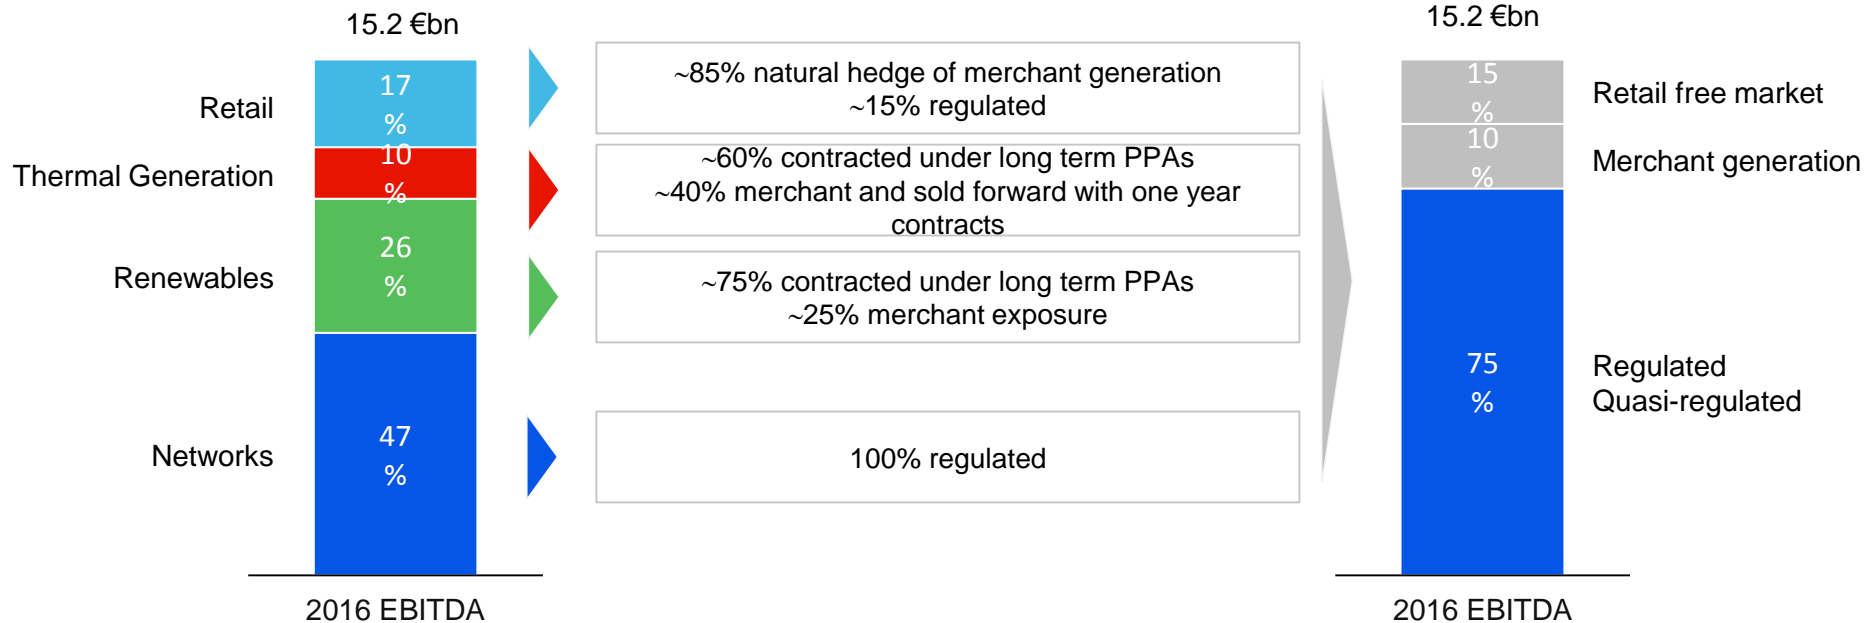 15.2 €bn
Retail
Thermal Generation
Renewables
Networks
17
%
10
%
26
%
47
%
2016 EBITDA
~85% natural hedge of merchant generation
~15% regulated
~60% contracted under long term PPAs
~40% merchant and sold forward with one year
contracts
~75% contracted under long term PPAs
~25% merchant exposure
100% regulated
15.2 €bn
15
%
10
%
75
%
Retail free market
Merchant generation
Regulated
Quasi-regulated
2016 EBITDA